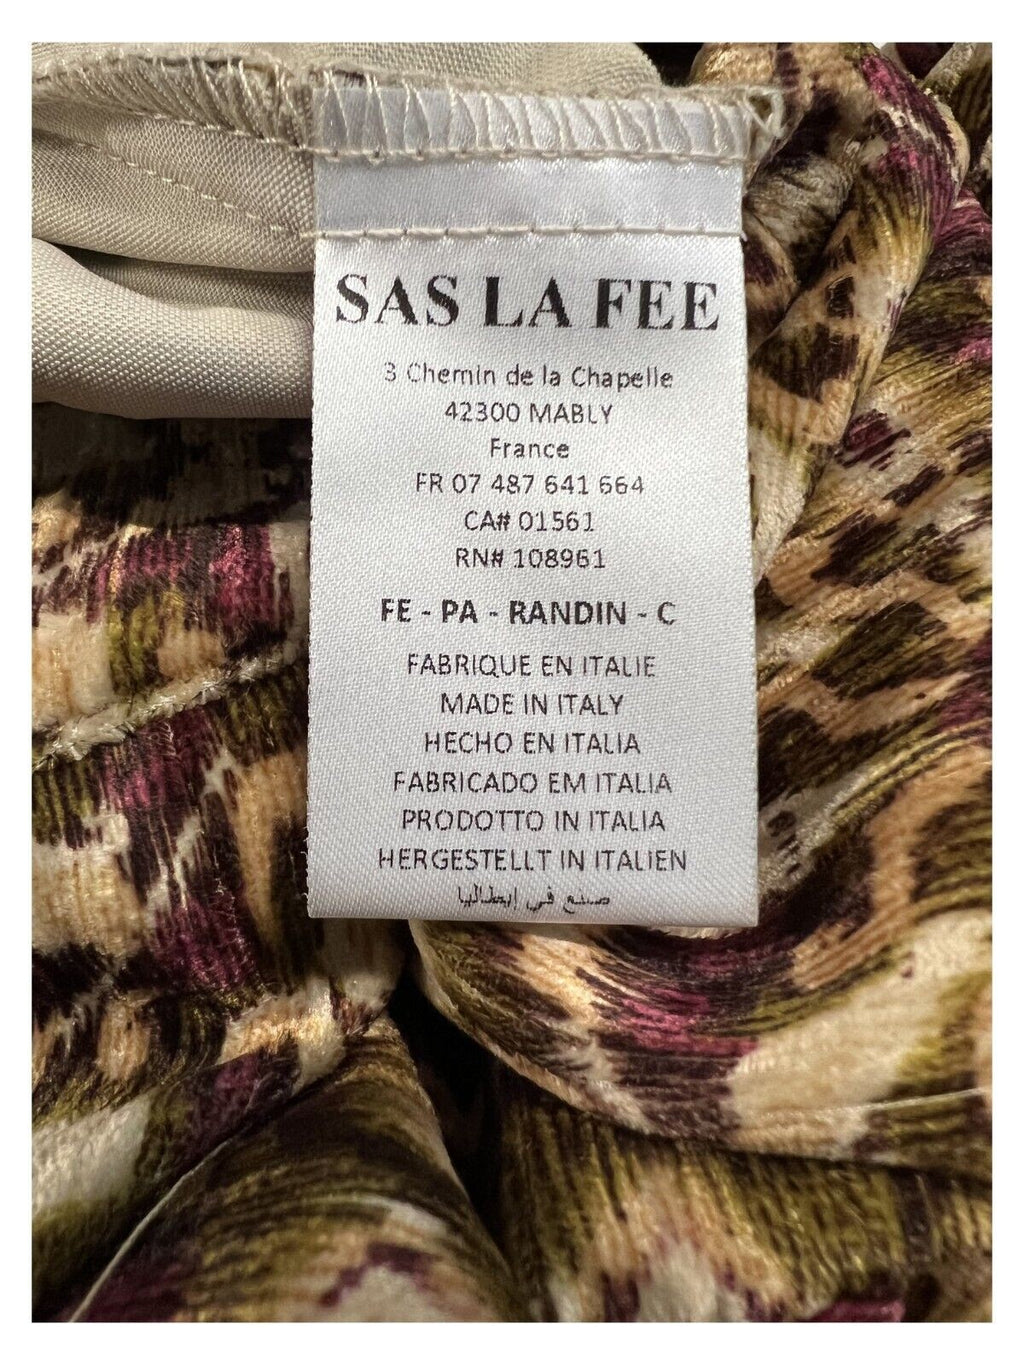 SAS LA FEE
3 Chemin de la Chapelle
42300 MABLY
France
FR 07 487 641 664
CA# 01561
RN# 108961
FE - PA - RANDIN - C
FABRIQUE EN ITALIE
MADE IN ITALY
HECHO EN ITALIA
FABRICADO EM ITALIA
PRODOTTO IN ITALIA
HERGESTELLT IN ITALIEN
صنع في إيطاليا